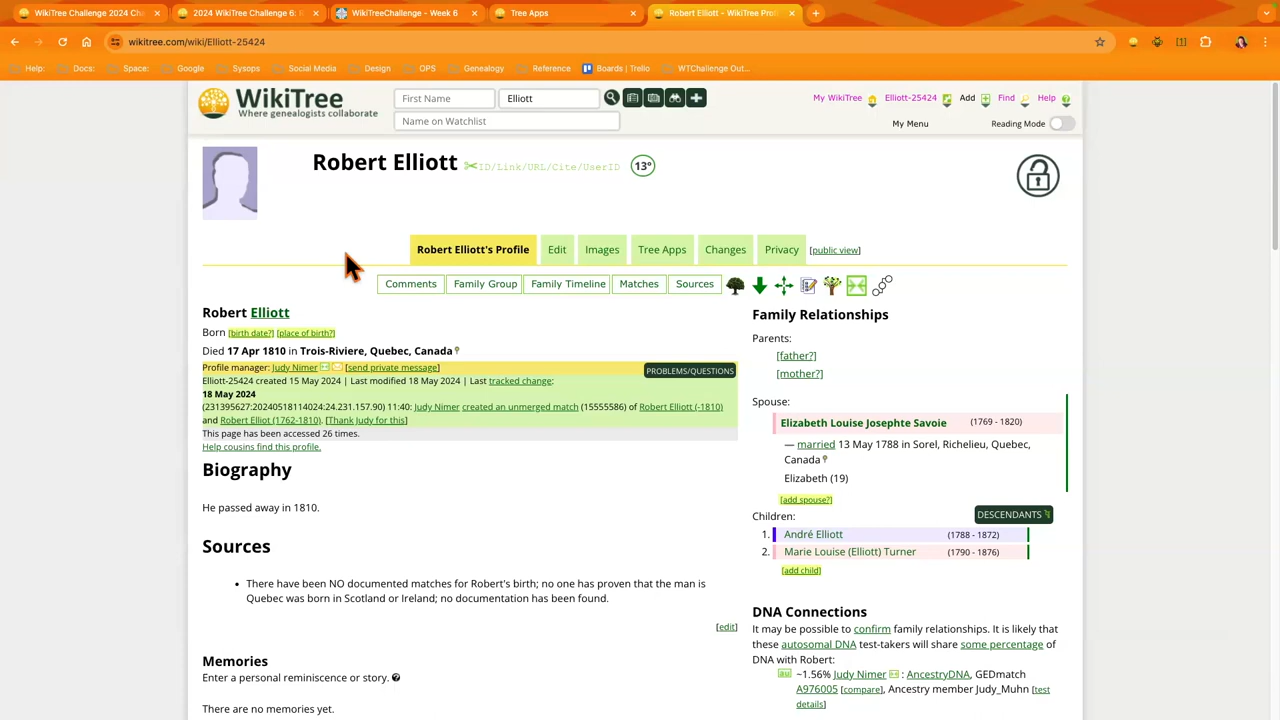 WikiTree Challenge 2024 Cha
2024 WikiTree Challenge 6:
WikiTreeChallenge - Week 6
Tree Apps
Robert Elliott - WikiTree Pro
wikitree.com/wiki/Elliott-25424
Help: Docs: Space: Google Sysops Social Media Design OPS Genealogy Reference Boards | Trello WTChallenge Out...
WikiTree
Where genealogists collaborate
First Name
Elliott
Name on Watchlist
My WikiTree Elliott-25424 Add Find Help
My Menu
Reading Mode
Robert Elliott
ID/Link/URL/Cite/UserID
13°
Robert Elliott's Profile Edit Images Tree Apps Changes Privacy [public view]
Comments Family Group Family Timeline Matches Sources
Robert Elliott
Born [birth date?] [place of birth?]
Died 17 Apr 1810 in Trois-Riviere, Quebec, Canada
Profile manager: Judy Nimer [send private message]
PROBLEMS/QUESTIONS
Elliott-25424 created 15 May 2024 | Last modified 18 May 2024 | Last tracked change:
18 May 2024
(231395627:20240518114024:24.231.157.90) 11:40: Judy Nimer created an unmerged match (15555586) of Robert Elliott (-1810)
and Robert Elliot (1762-1810). [Thank Judy for this]
This page has been accessed 26 times.
Help cousins find this profile.
Biography
He passed away in 1810.
Sources
• There have been NO documented matches for Robert's birth; no one has proven that the man is
Quebec was born in Scotland or Ireland; no documentation has been found.
[edit]
Memories
Enter a personal reminiscence or story.
There are no memories yet.
Family Relationships
Parents:
[father?]
[mother?]
Spouse:
Elizabeth Louise Josephte Savoie (1769 - 1820)
— married 13 May 1788 in Sorel, Richelieu, Quebec,
Canada
Elizabeth (19)
[add spouse?]
Children:
DESCENDANTS
1. André Elliott (1788 - 1872)
2. Marie Louise (Elliott) Turner (1790 - 1876)
[add child]
DNA Connections
It may be possible to confirm family relationships. It is likely that
these autosomal DNA test-takers will share some percentage of
DNA with Robert:
~1.56% Judy Nimer : AncestryDNA, GEDmatch
A976005 [compare], Ancestry member Judy_Muhn [test
details]